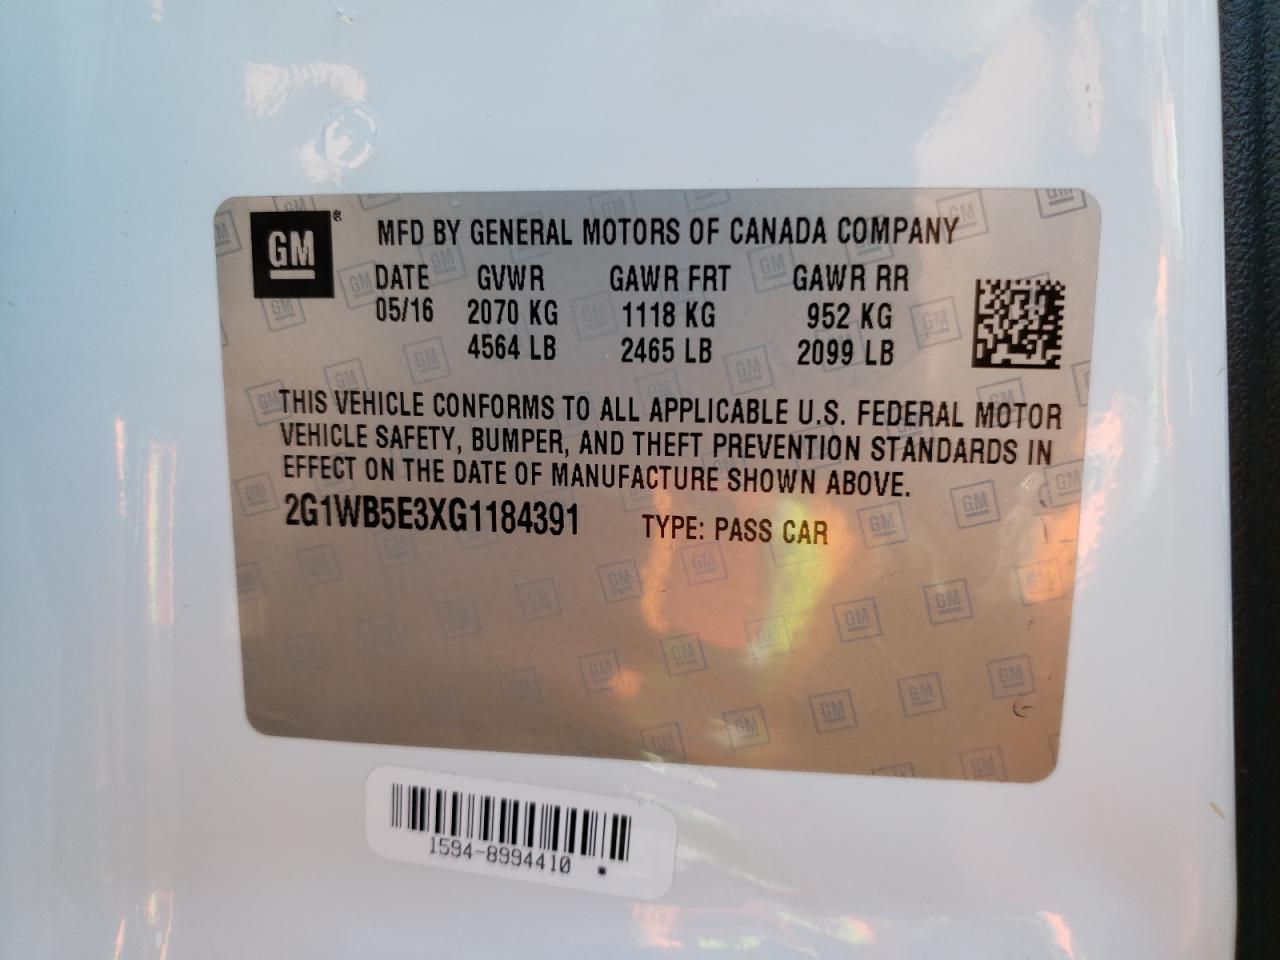 GM ®
MFD BY GENERAL MOTORS OF CANADA COMPANY
DATE GVWR GAWR FRT GAWR RR
05/16 2070 KG 1118 KG 952 KG
4564 LB 2465 LB 2099 LB
THIS VEHICLE CONFORMS TO ALL APPLICABLE U.S. FEDERAL MOTOR
VEHICLE SAFETY, BUMPER, AND THEFT PREVENTION STANDARDS IN
EFFECT ON THE DATE OF MANUFACTURE SHOWN ABOVE.
2G1WB5E3XG1184391 TYPE: PASS CAR
1594-8994410 *